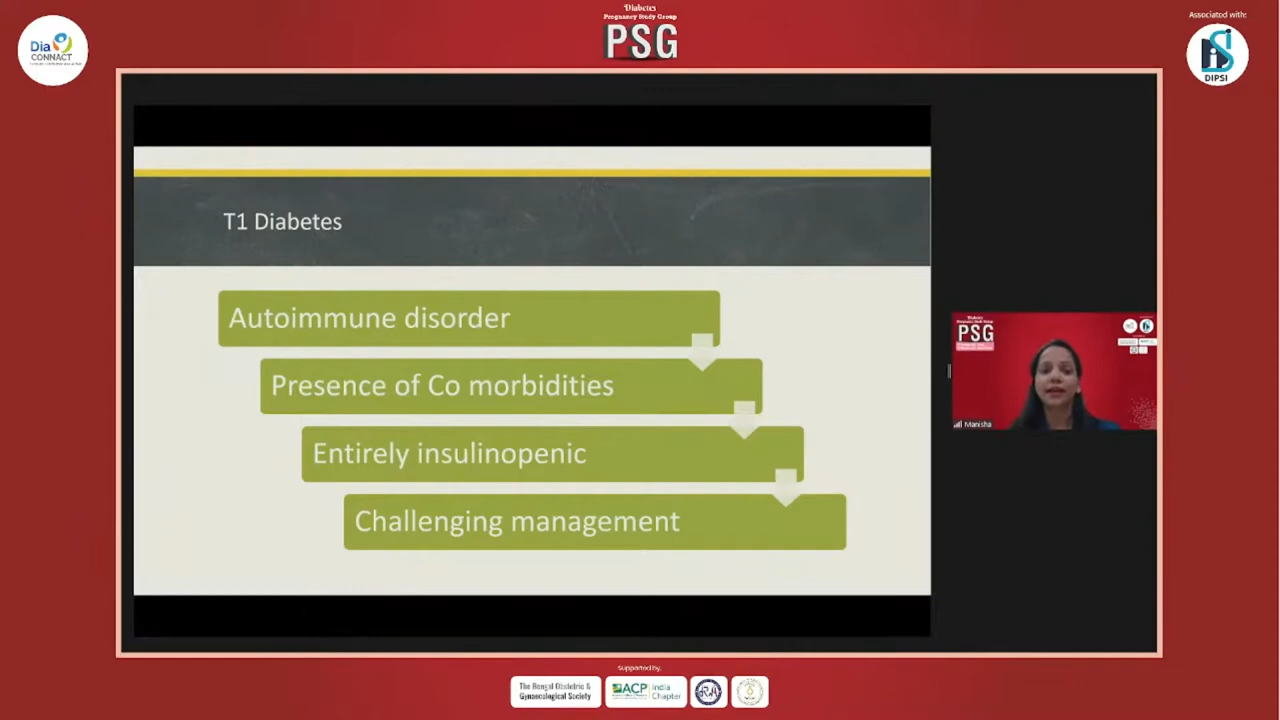 Diabetes
Pregnancy Study Group
PSG
Associated with:
Dia
CONNACT
DIPSI
T1 Diabetes
Autoimmune disorder
Presence of Co morbidities
Entirely insulinopenic
Challenging management
PSG
Manisha
Supported by,
The Bengal Obstetric &
Gynaecological Society
ACP
India
Chapter